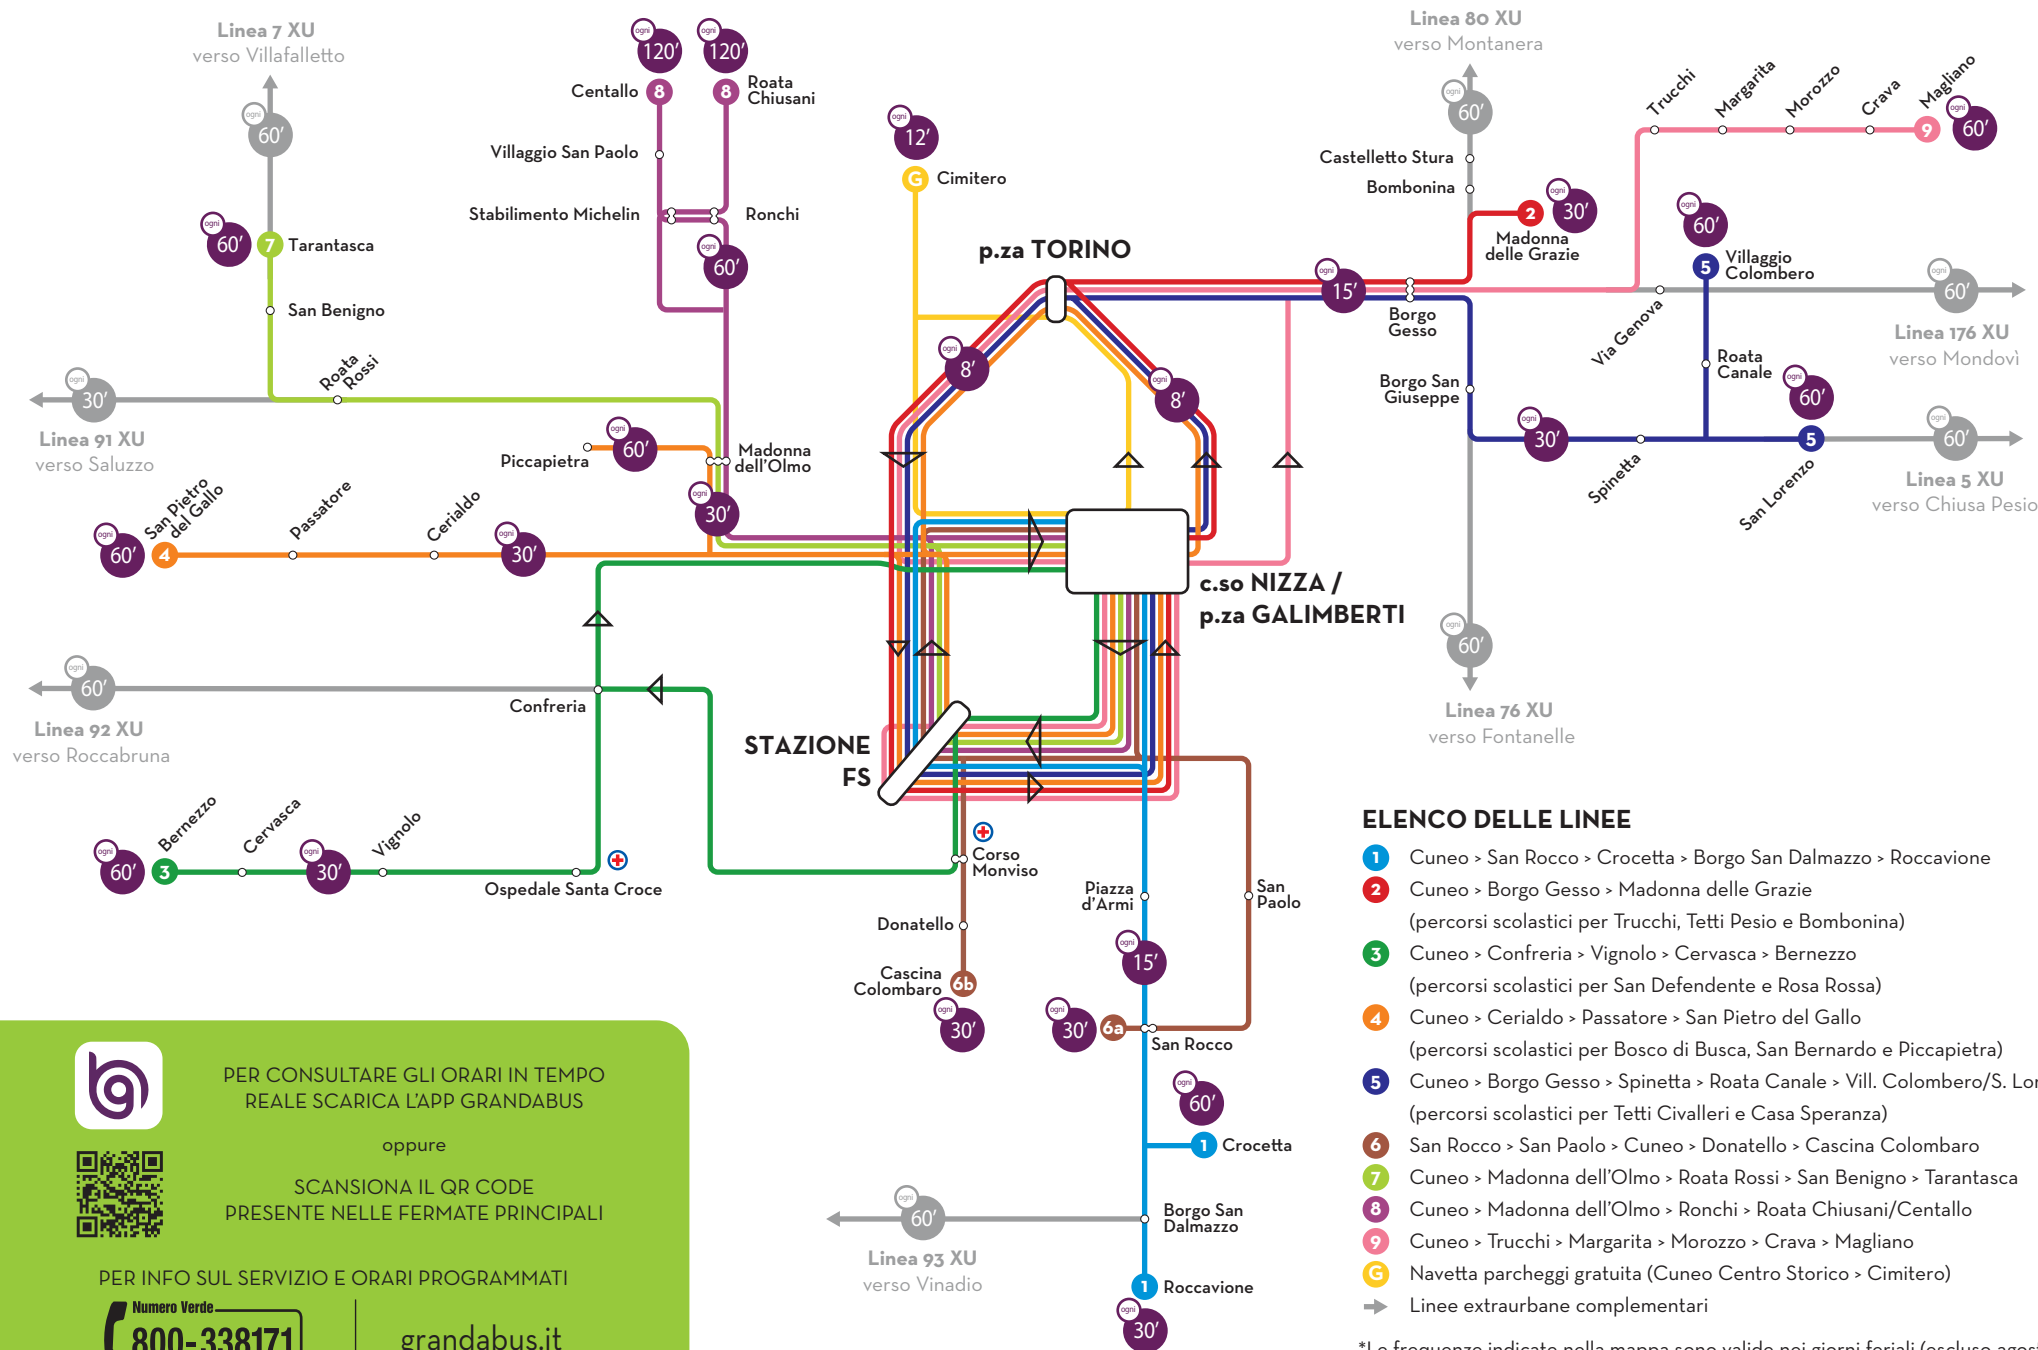 Linea 7 XU
verso Villafalletto
ogni
60'
ogni
60'
7
Tarantasca
San Benigno
Roata
Rossi
ogni
30'
Linea 91 XU
verso Saluzzo
ogni
120'
ogni
120'
Centallo
8
8
Roata
Chiusani
Villaggio San Paolo
Stabilimento Michelin
Ronchi
ogni
60'
ogni
12'
G
Cimitero
p.za TORINO
ogni
8'
ogni
8'
Linea 80 XU
verso Montanera
ogni
60'
Castelletto Stura
Bombonina
2
ogni
30'
Madonna
delle Grazie
Trucchi
Margarita
Morozzo
Crava
Magliano
9
ogni
60'
ogni
60'
5
Villaggio
Colombero
ogni
15'
Borgo
Gesso
Via Genova
ogni
60'
Linea 176 XU
verso Mondovì
Roata
Canale
ogni
60'
Borgo San
Giuseppe
ogni
30'
Spinetta
5
San Lorenzo
ogni
60'
Linea 5 XU
verso Chiusa Pesio
Piccapietra
ogni
60'
Madonna
dell'Olmo
ogni
30'
ogni
60'
4
San Pietro
del Gallo
Passatore
Cerialdo
ogni
30'
c.so NIZZA /
p.za GALIMBERTI
ogni
60'
Linea 76 XU
verso Fontanelle
ogni
60'
Linea 92 XU
verso Roccabruna
Confreria
STAZIONE
FS
ogni
60'
3
Bernezzo
Cervasca
ogni
30'
Vignolo
Ospedale Santa Croce
Corso
Monviso
Donatello
Cascina
Colombaro
6b
ogni
30'
Piazza
d'Armi
San
Paolo
ogni
15'
ogni
30'
6a
San Rocco
ogni
60'
1
Crocetta
ogni
60'
Linea 93 XU
verso Vinadio
Borgo San
Dalmazzo
1
Roccavione
ogni
30'
ELENCO DELLE LINEE
1 Cuneo > San Rocco > Crocetta > Borgo San Dalmazzo > Roccavione
2 Cuneo > Borgo Gesso > Madonna delle Grazie
(percorsi scolastici per Trucchi, Tetti Pesio e Bombonina)
3 Cuneo > Confreria > Vignolo > Cervasca > Bernezzo
(percorsi scolastici per San Defendente e Rosa Rossa)
4 Cuneo > Cerialdo > Passatore > San Pietro del Gallo
(percorsi scolastici per Bosco di Busca, San Bernardo e Piccapietra)
5 Cuneo > Borgo Gesso > Spinetta > Roata Canale > Vill. Colombero/S. Lor
(percorsi scolastici per Tetti Civalleri e Casa Speranza)
6 San Rocco > San Paolo > Cuneo > Donatello > Cascina Colombaro
7 Cuneo > Madonna dell'Olmo > Roata Rossi > San Benigno > Tarantasca
8 Cuneo > Madonna dell'Olmo > Ronchi > Roata Chiusani/Centallo
9 Cuneo > Trucchi > Margarita > Morozzo > Crava > Magliano
G Navetta parcheggi gratuita (Cuneo Centro Storico > Cimitero)
Linee extraurbane complementari
*Le frequenze indicate nella mappa sono valide nei giorni feriali (escluso agost
bg
PER CONSULTARE GLI ORARI IN TEMPO
REALE SCARICA L'APP GRANDABUS
oppure
SCANSIONA IL QR CODE
PRESENTE NELLE FERMATE PRINCIPALI
PER INFO SUL SERVIZIO E ORARI PROGRAMMATI
Numero Verde
800-338171
grandabus.it